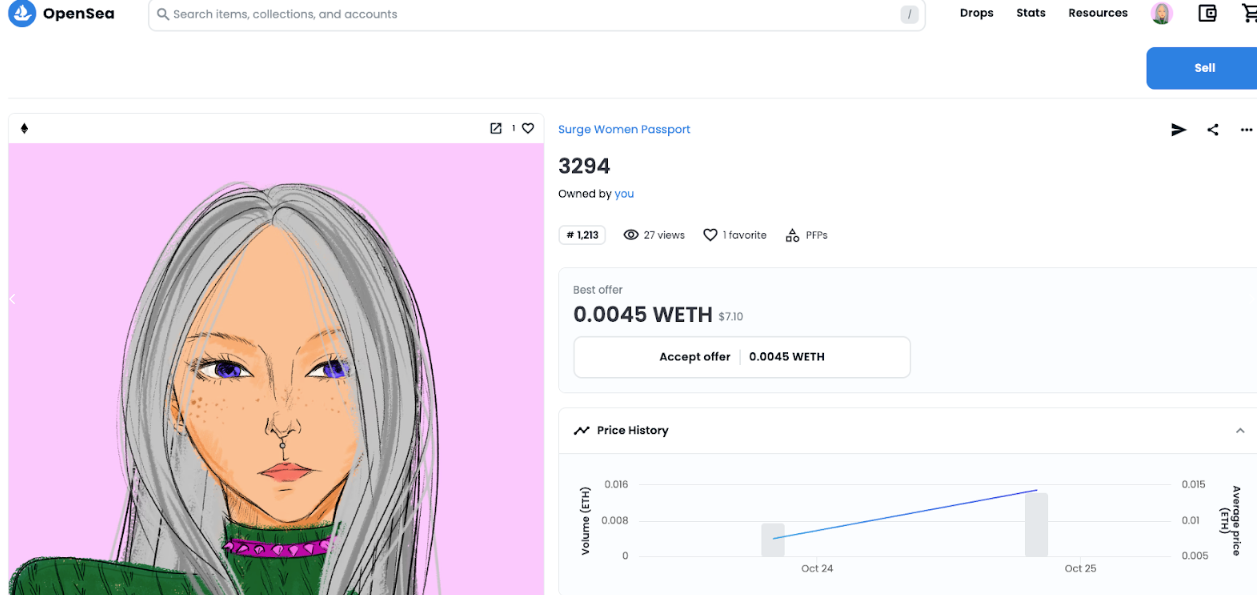 OpenSea
Search items, collections, and accounts
/
Drops Stats Resources
Sell
1
Surge Women Passport
3294
Owned by you
# 1,213 27 views 1 favorite PFPs
Best offer
0.0045 WETH $7.10
Accept offer 0.0045 WETH
Price History
Volume (ETH)
0.016
0.008
0
Oct 24 Oct 25
0.015
0.01
0.005
Average price (ETH)